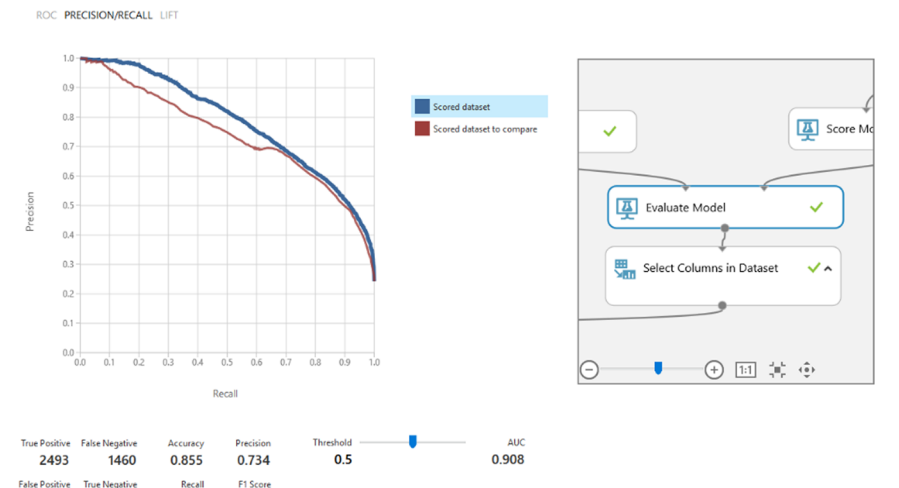 ROC PRECISION/RECALL LIFT
1.0
0.9
0.8
0.7
0.6
0.5
0.4
0.3
0.2
0.1
0.0
Precision
0.0 0.1 0.2 0.3 0.4 0.5 0.6 0.7 0.8 0.9 1.0
Recall
Scored dataset
Scored dataset to compare
Score Mo
Evaluate Model
Select Columns in Dataset
1:1
True Positive False Negative Accuracy Precision Threshold AUC
2493 1460 0.855 0.734 0.5 0.908
False Positive True Negative Recall F1 Score